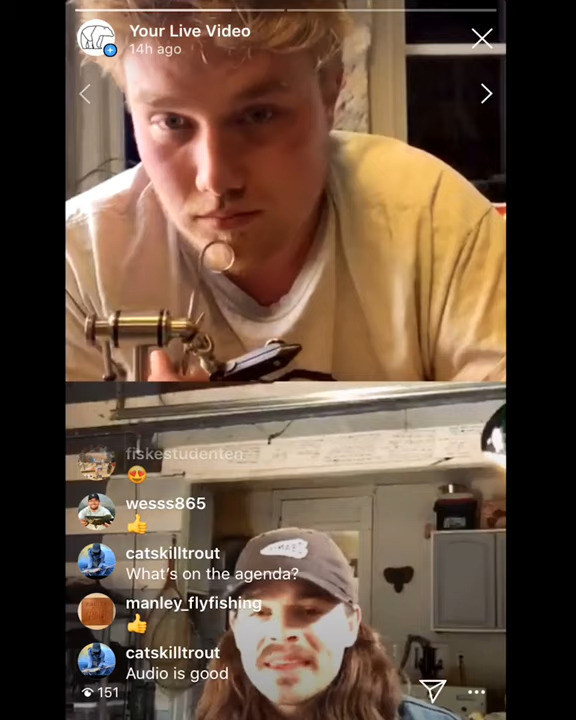 Your Live Video
14h ago
fiskestudenten
wesss865
catskilltrout
What's on the agenda?
manley_flyfishing
catskilltrout
Audio is good
151